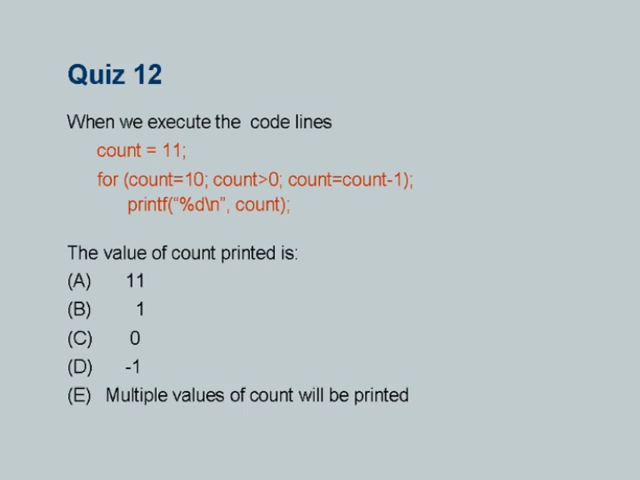 Quiz 12
When we execute the code lines
count = 11;
for (count=10; count>0; count=count-1);
printf(“%d\n”, count);
The value of count printed is:
(A) 11
(B) 1
(C) 0
(D) -1
(E) Multiple values of count will be printed